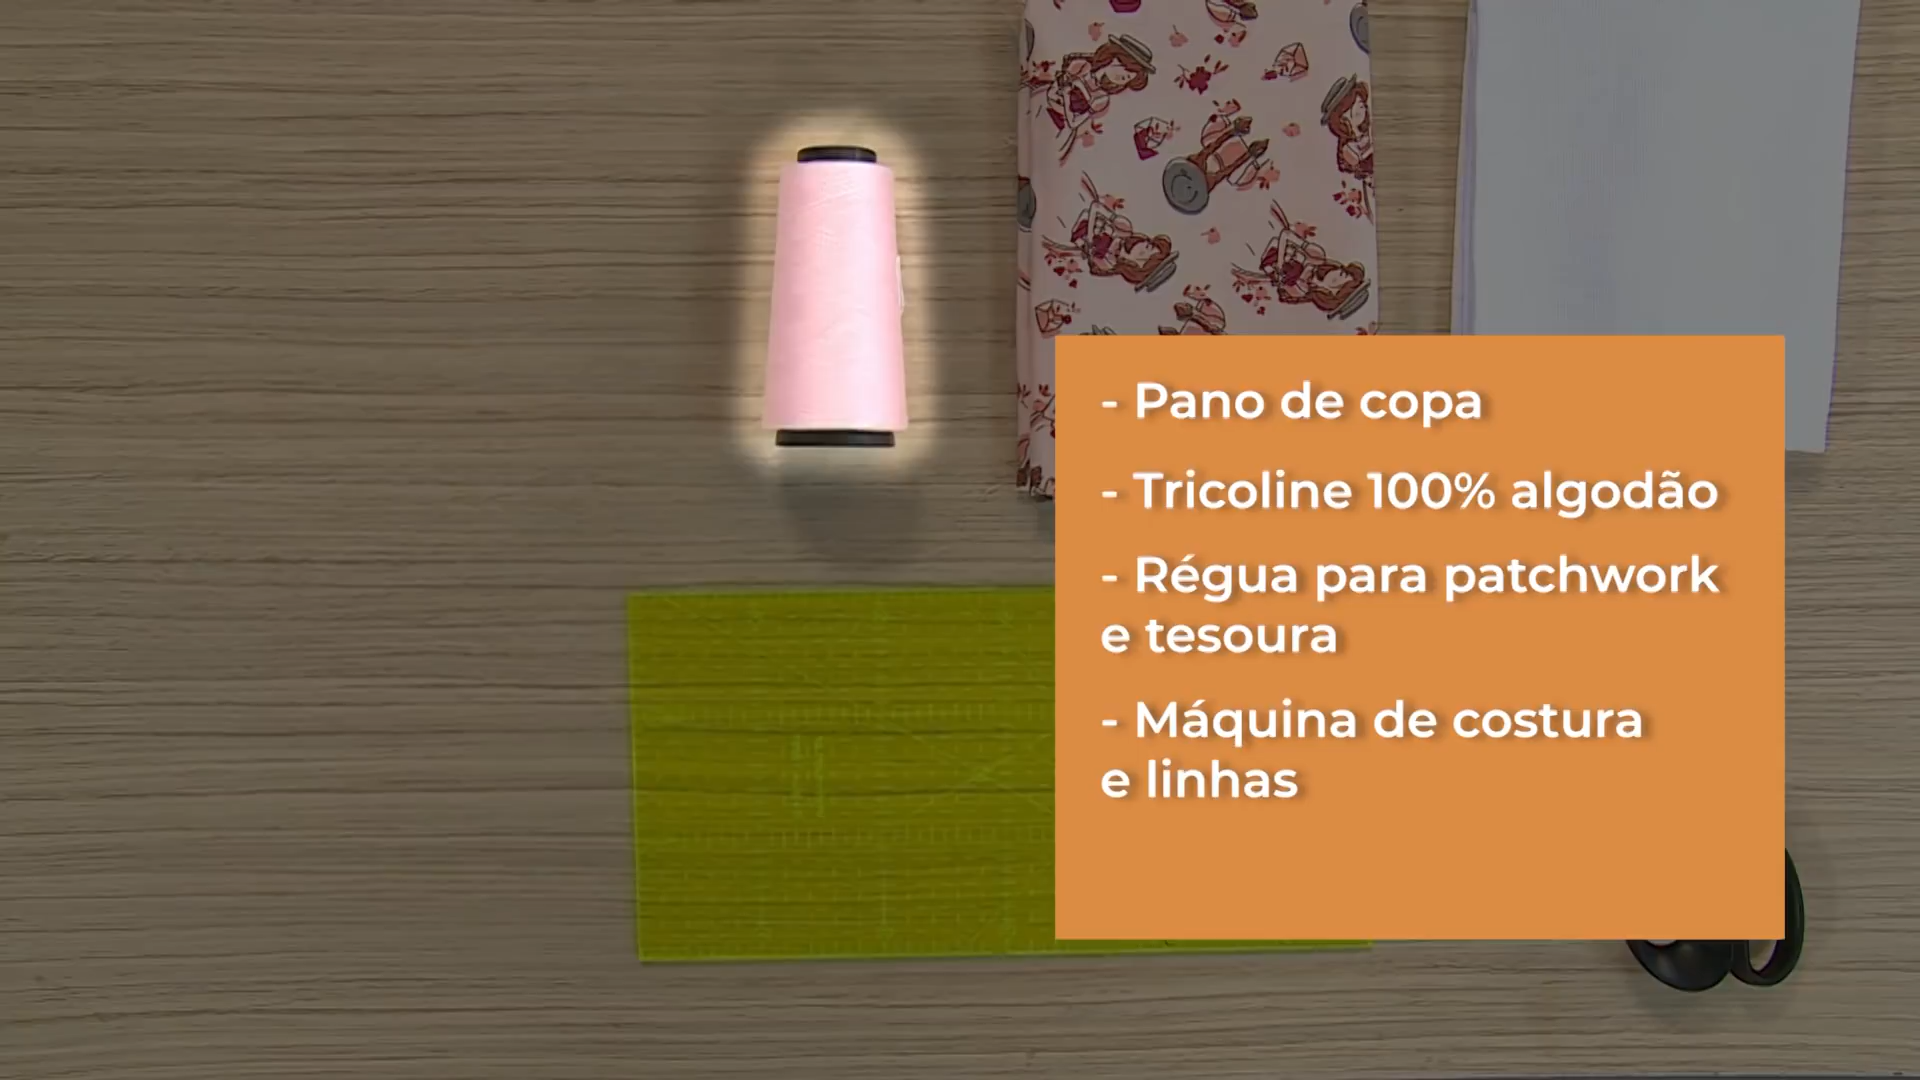 - Pano de copa
- Tricoline 100% algodão
- Régua para patchwork
e tesoura
- Máquina de costura
e linhas